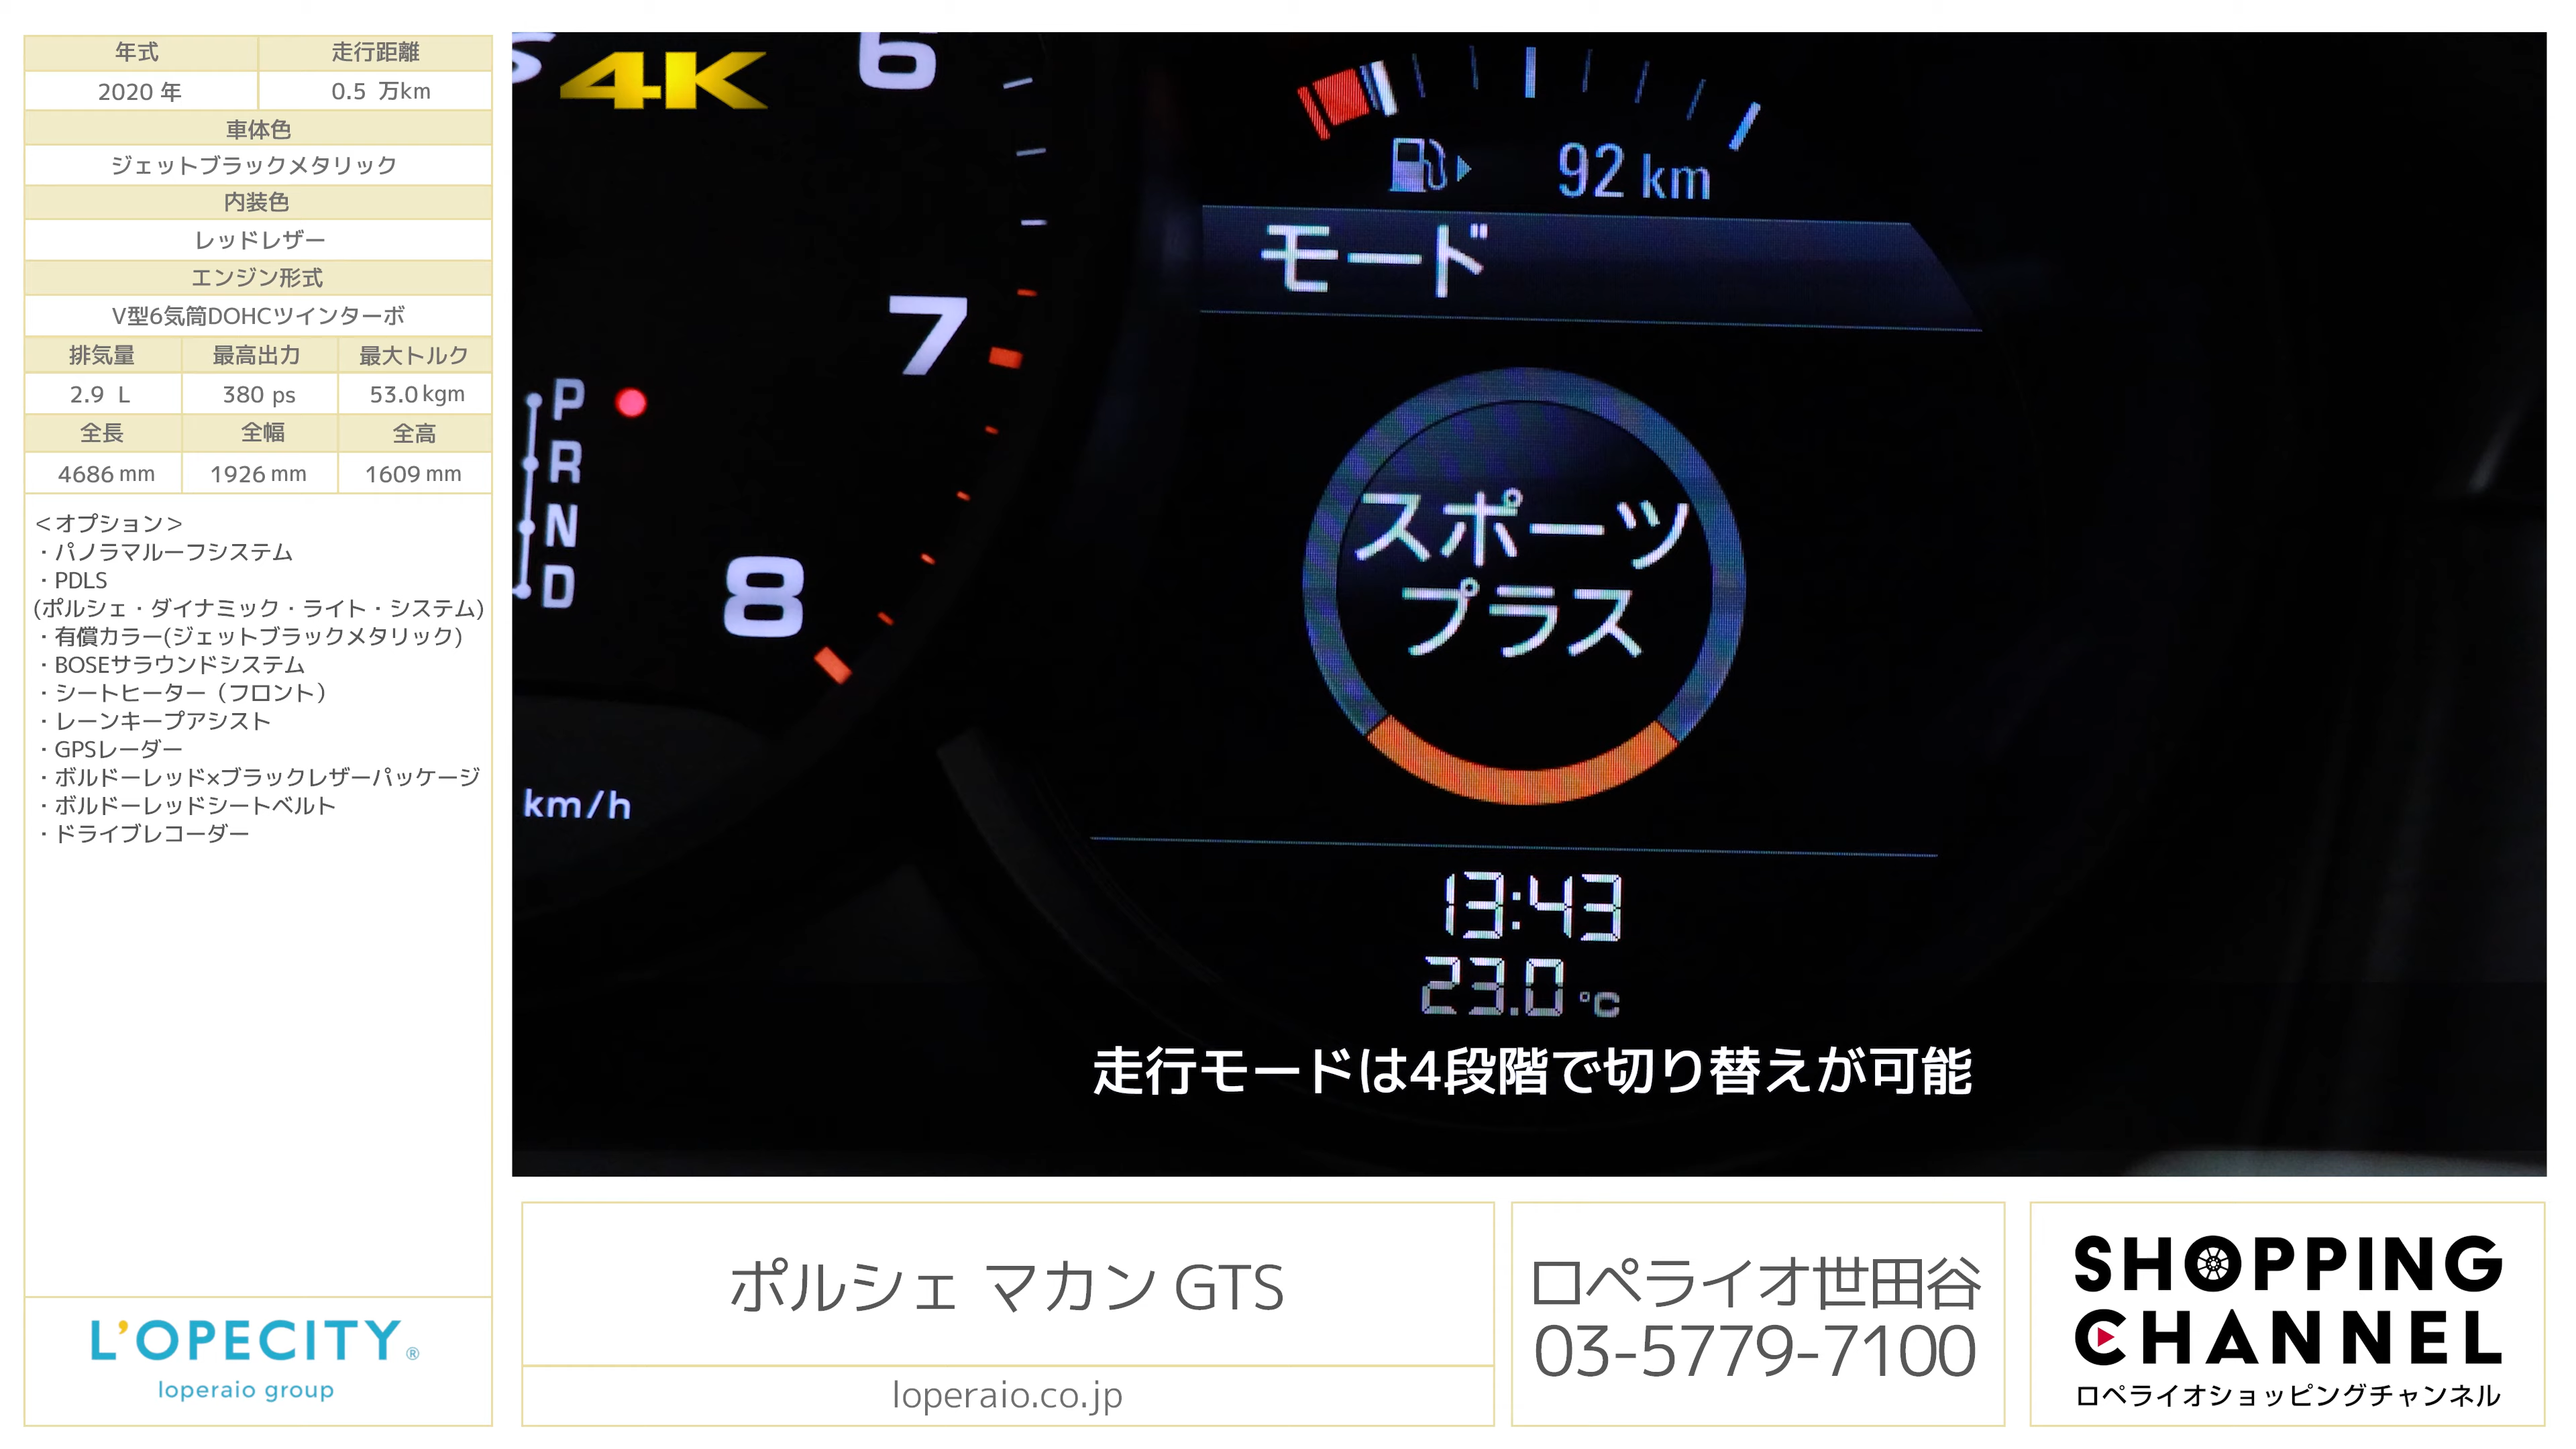 年式 走行距離
2020 年 0.5 万km
車体色
ジェットブラックメタリック
内装色
レッドレザー
エンジン形式
V型6気筒DOHCツインターボ
排気量 最高出力 最大トルク
2.9 L 380 ps 53.0 kgm
全長 全幅 全高
4686 mm 1926 mm 1609 mm
＜オプション＞
・パノラマルーフシステム
・PDLS
(ポルシェ・ダイナミック・ライト・システム)
・有償カラー(ジェットブラックメタリック)
・BOSEサラウンドシステム
・シートヒーター（フロント）
・レーンキープアシスト
・GPSレーダー
・ボルドーレッド×ブラックレザーパッケージ
・ボルドーレッドシートベルト
・ドライブレコーダー
L'OPECITY®
loperaio group
4K
6
7
8
P
R
N
D
km/h
92 km
モード
スポーツ
プラス
13:43
23.0 °C
走行モードは4段階で切り替えが可能
ポルシェ マカン GTS
loperaio.co.jp
ロペライオ世田谷
03-5779-7100
SHOPPING
CHANNEL
ロペライオショッピングチャンネル